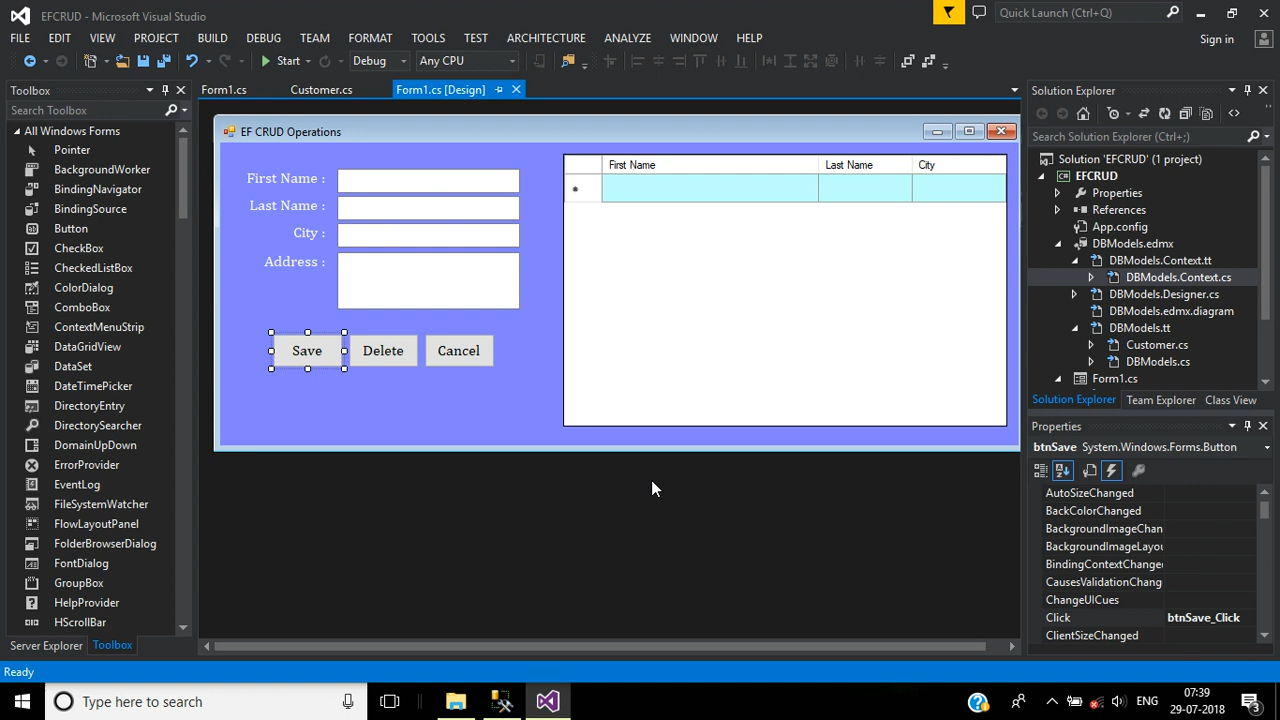 EFCRUD - Microsoft Visual Studio
Quick Launch (Ctrl+Q)
FILE EDIT VIEW PROJECT BUILD DEBUG TEAM FORMAT TOOLS TEST ARCHITECTURE ANALYZE WINDOW HELP
Sign in
Start Debug Any CPU
Toolbox
Search Toolbox
All Windows Forms
Pointer
BackgroundWorker
BindingNavigator
BindingSource
Button
CheckBox
CheckedListBox
ColorDialog
ComboBox
ContextMenuStrip
DataGridView
DataSet
DateTimePicker
DirectoryEntry
DirectorySearcher
DomainUpDown
ErrorProvider
EventLog
FileSystemWatcher
FlowLayoutPanel
FolderBrowserDialog
FontDialog
GroupBox
HelpProvider
HScrollBar
Server Explorer Toolbox
Form1.cs Customer.cs Form1.cs [Design]
EF CRUD Operations
First Name :
Last Name :
City :
Address :
Save Delete Cancel
First Name Last Name City
Solution Explorer
Search Solution Explorer (Ctrl+;)
Solution 'EFCRUD' (1 project)
EFCRUD
Properties
References
App.config
DBModels.edmx
DBModels.Context.tt
DBModels.Context.cs
DBModels.Designer.cs
DBModels.edmx.diagram
DBModels.tt
Customer.cs
DBModels.cs
Form1.cs
Solution Explorer Team Explorer Class View
Properties
btnSave System.Windows.Forms.Button
AutoSizeChanged
BackColorChanged
BackgroundImageChan
BackgroundImageLayou
BindingContextChanged
CausesValidationChang
ChangeUICues
Click btnSave_Click
ClientSizeChanged
Ready
Type here to search
ENG
07:39
29-07-2018
3